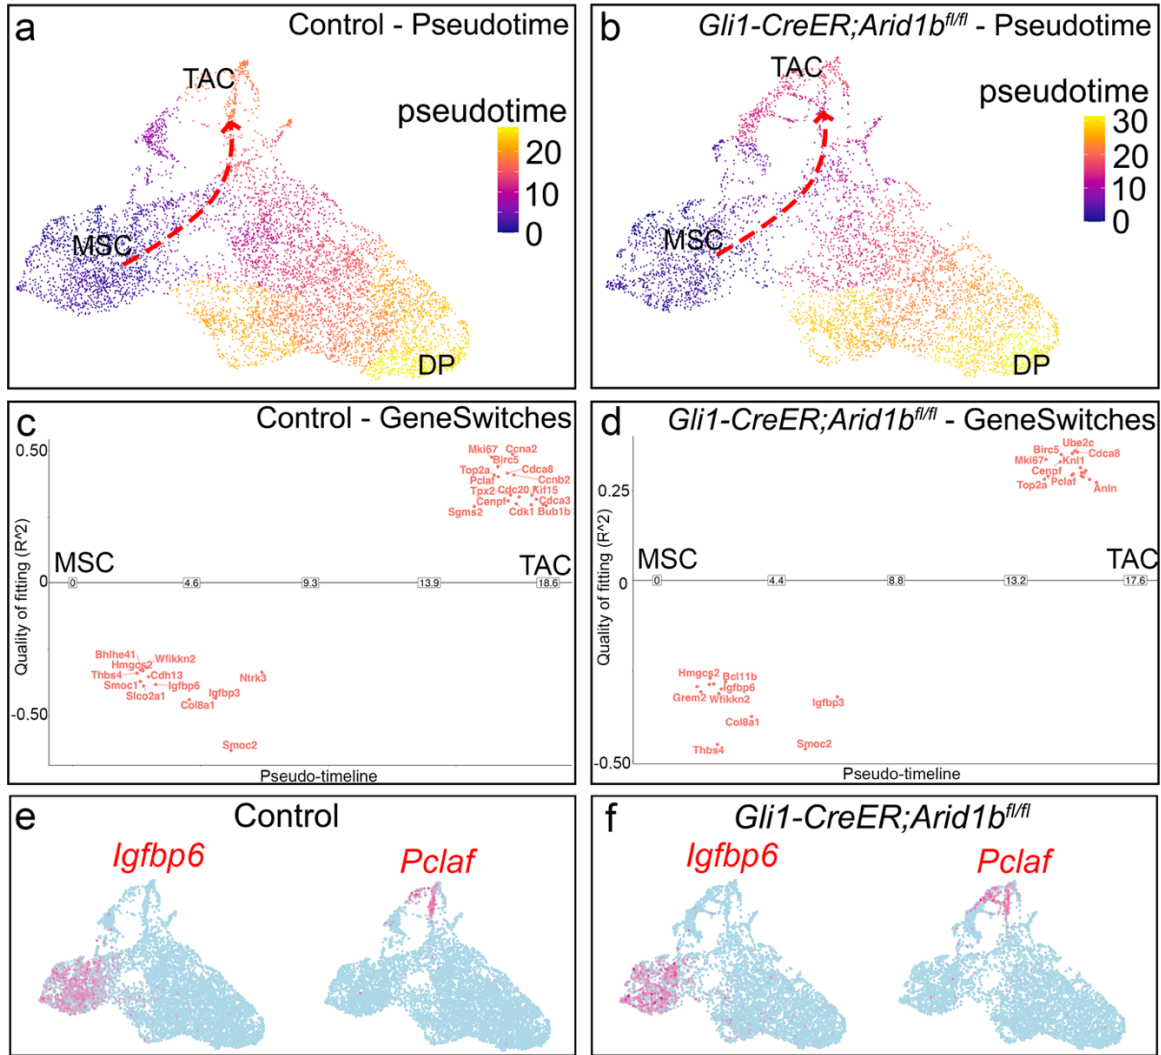 a
Control - Pseudotime
TAC
pseudotime
20
10
0
MSC
DP
b
Gli1-CreER;Arid1bfl/fl - Pseudotime
TAC
pseudotime
30
20
10
0
MSC
DP
c
Control - GeneSwitches
Quality of fitting (R^2)
0.50
0
-0.50
Mki67 Ccna2
Birc5
Top2a Cdca8
Pclaf Ccnb2
Tpx2 Cdc20 Kif15
Cenpf Cdca3
Sgms2 Cdk1 Bub1b
MSC
TAC
0 4.6 9.3 13.9 18.6
Bhlhe41 Wfikkn2
Hmgcs2
Thbs4 Cdh13
Smoc1 Igfbp6
Slco2a1
Ntrk3
Igfbp3
Col8a1
Smoc2
Pseudo-timeline
d
Gli1-CreER;Arid1bfl/fl - GeneSwitches
Quality of fitting (R^2)
0.25
0
-0.50
Ube2c
Birc5 Cdca8
Mki67 Knl1
Cenpf
Top2a Pclaf Anln
MSC
TAC
0 4.4 8.8 13.2 17.6
Hmgcs2 Bcl11b
Igfbp6
Grem2 Wfikkn2
Igfbp3
Col8a1
Thbs4 Smoc2
Pseudo-timeline
e
Control
Igfbp6
Pclaf
f
Gli1-CreER;Arid1bfl/fl
Igfbp6
Pclaf